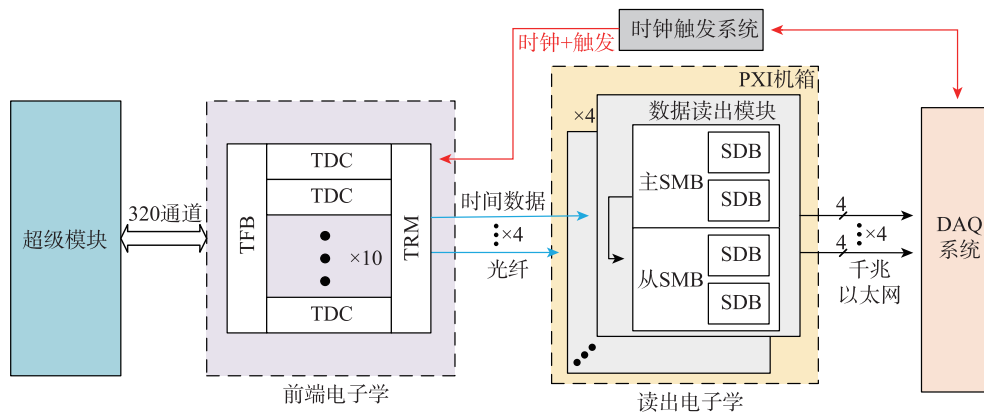 时钟触发系统
时钟+触发
PXI机箱
×4
数据读出模块
TDC
SDB
TDC
主SMB
SDB
320通道
时间数据
4
超级模块
TFB
×10
TRM
×4
×4
DAQ
系统
光纤
4
SDB
从SMB
千兆
以太网
TDC
SDB
前端电子学
读出电子学